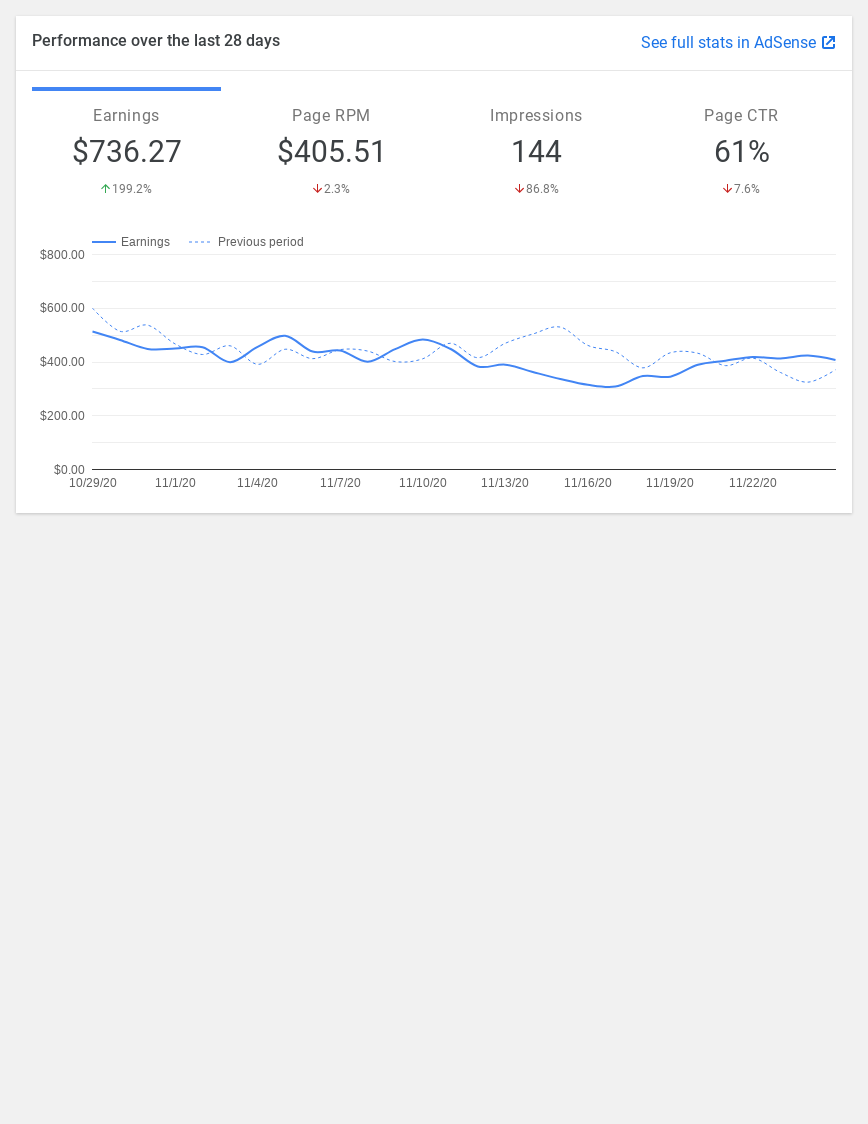 Performance over the last 28 days
See full stats in AdSense
Earnings Page RPM Impressions Page CTR
$736.27 $405.51 144 61%
199.2% 2.3% 86.8% 7.6%
Earnings Previous period
$800.00
$600.00
$400.00
$200.00
$0.00
10/29/20 11/1/20 11/4/20 11/7/20 11/10/20 11/13/20 11/16/20 11/19/20 11/22/20